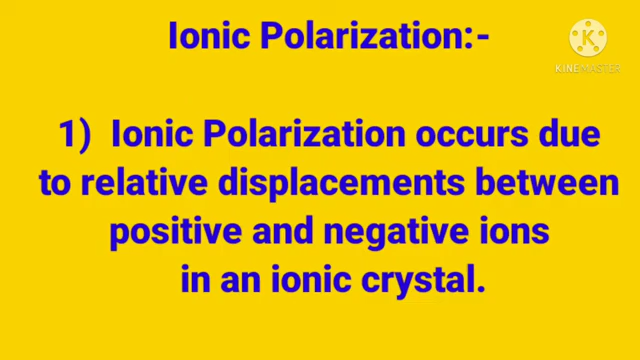 Ionic Polarization:-
K
KINEMASTER
1) Ionic Polarization occurs due
to relative displacements between
positive and negative ions
in an ionic crystal.